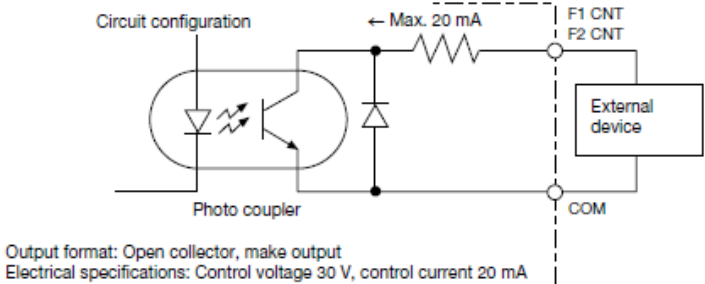 Circuit configuration
← Max. 20 mA
F1 CNT
F2 CNT
External
device
Photo coupler
COM
Output format: Open collector, make output
Electrical specifications: Control voltage 30 V, control current 20 mA